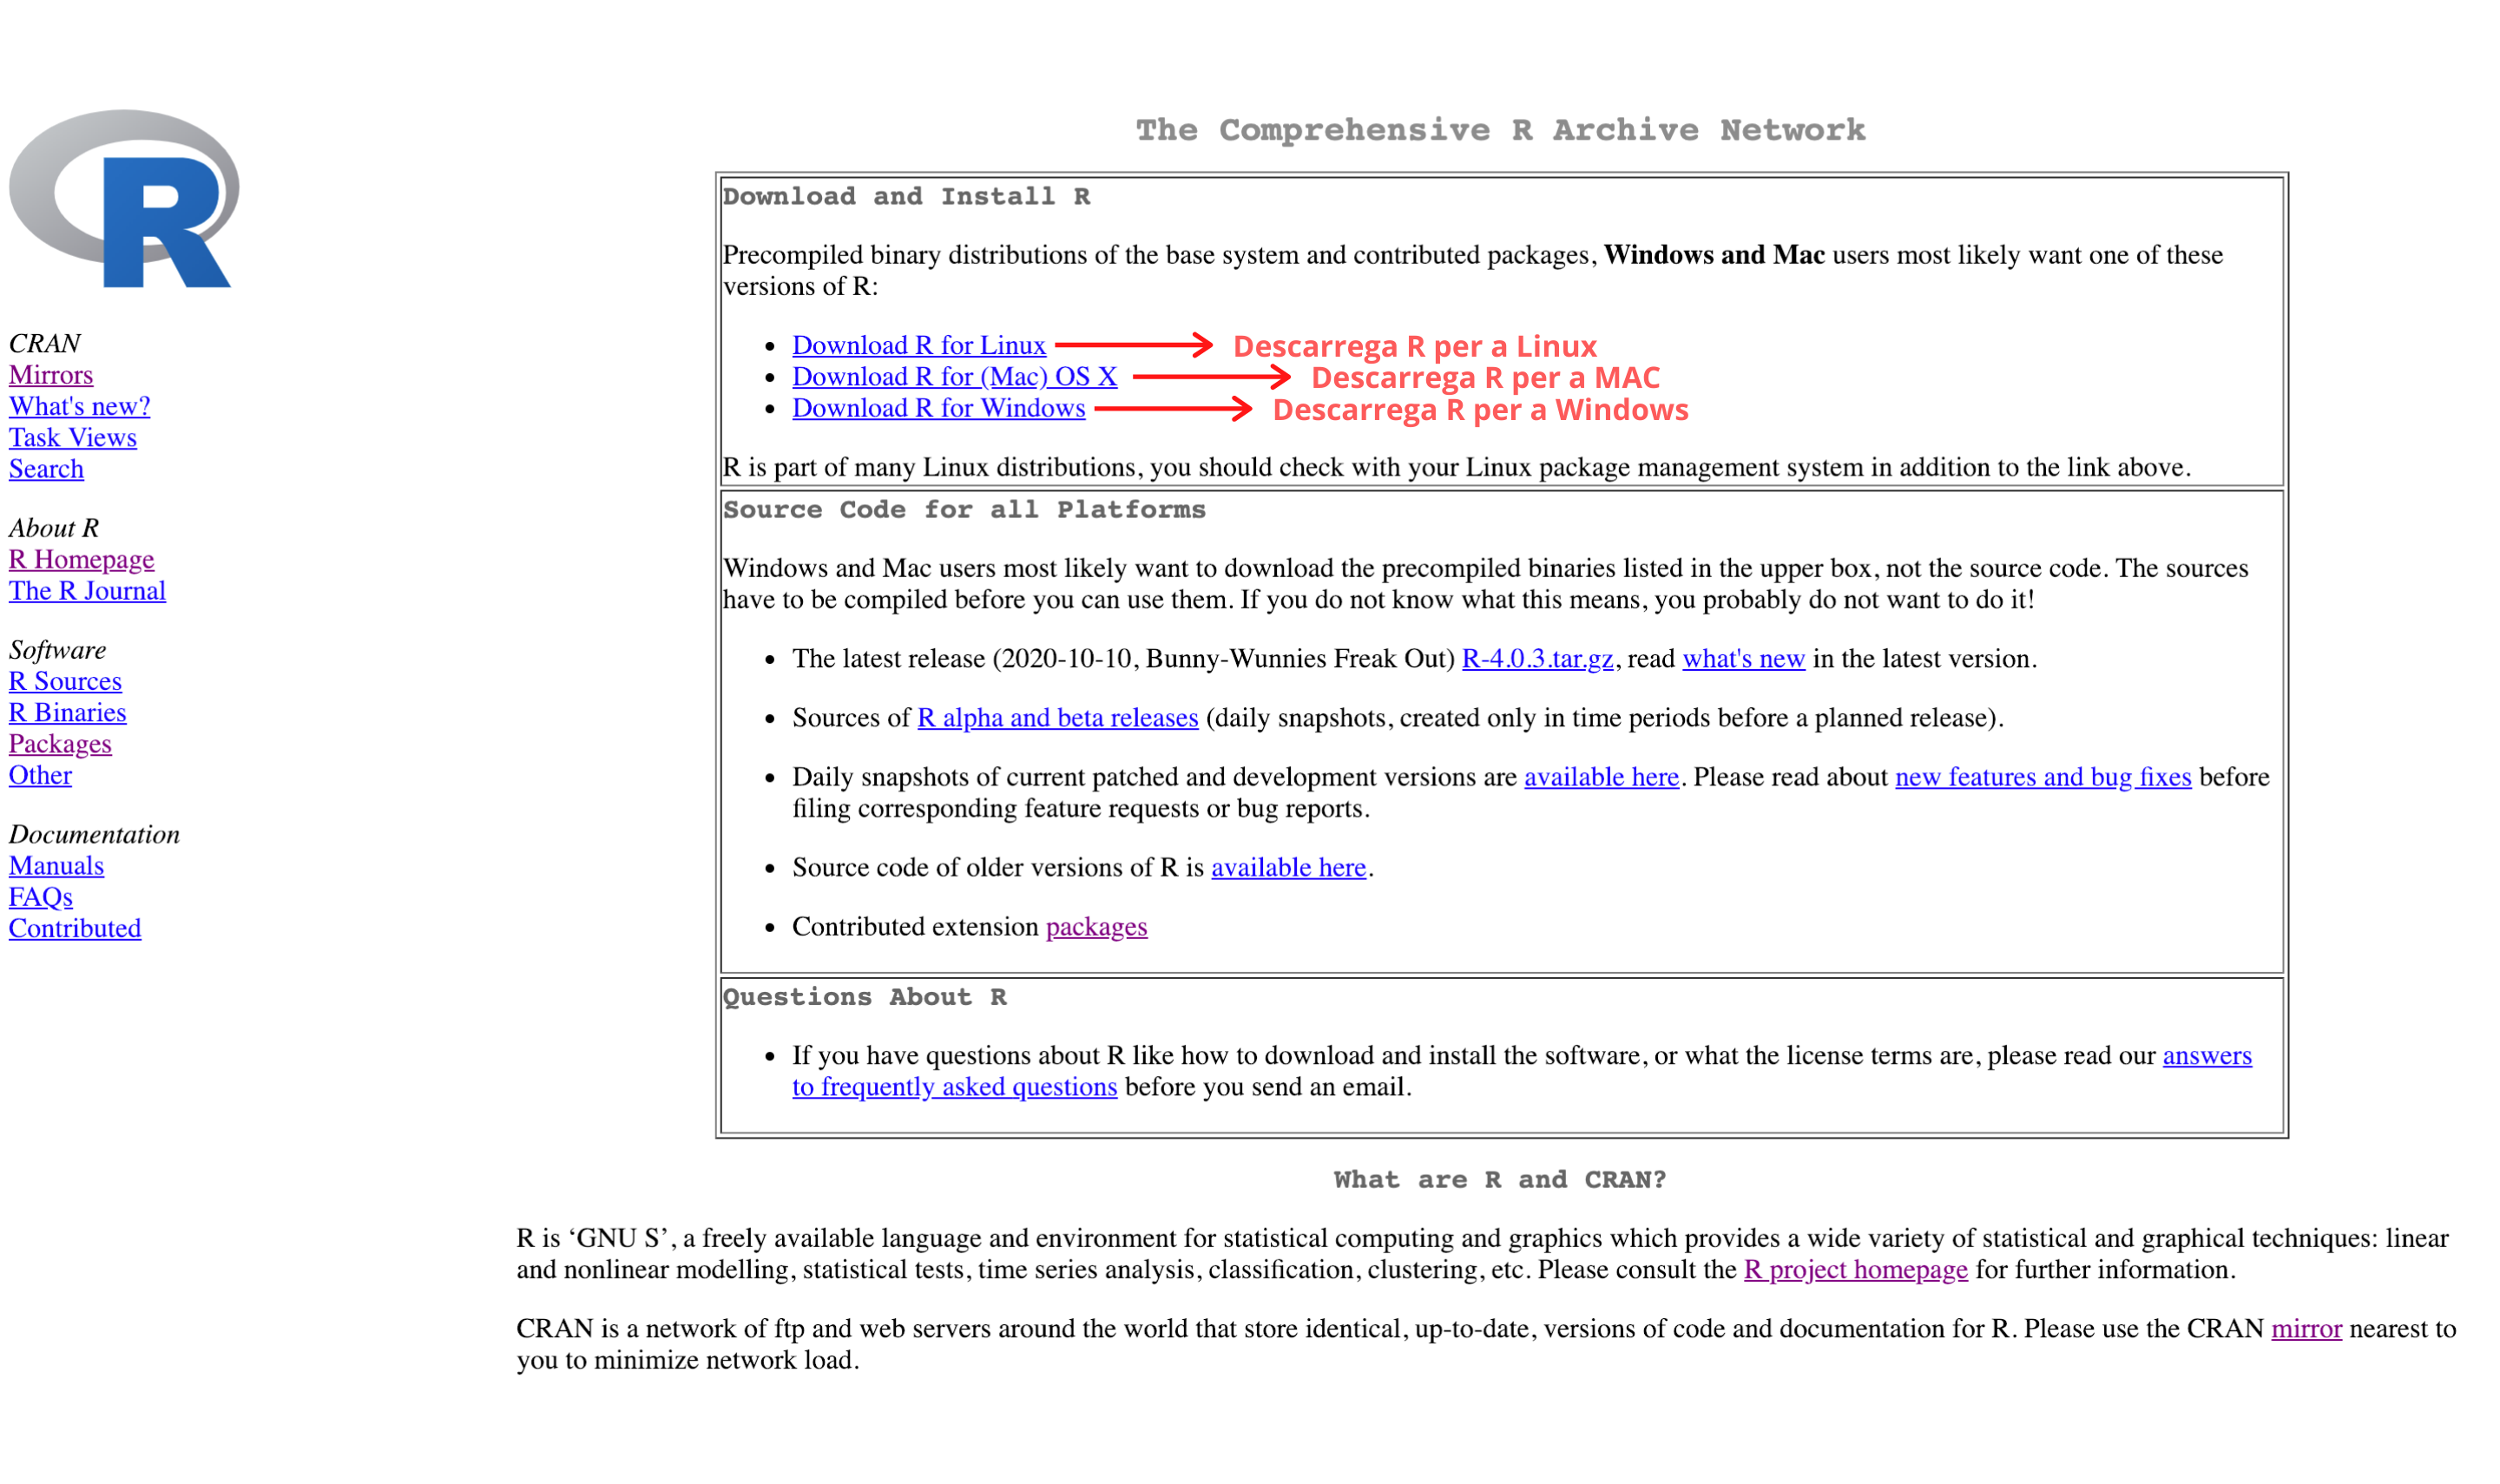 R
CRAN
Mirrors
What's new?
Task Views
Search
About R
R Homepage
The R Journal
Software
R Sources
R Binaries
Packages
Other
Documentation
Manuals
FAQs
Contributed
The Comprehensive R Archive Network
Download and Install R
Precompiled binary distributions of the base system and contributed packages, Windows and Mac users most likely want one of these
versions of R:
• Download R for Linux Descarrega R per a Linux
• Download R for (Mac) OS X Descarrega R per a MAC
• Download R for Windows Descarrega R per a Windows
R is part of many Linux distributions, you should check with your Linux package management system in addition to the link above.
Source Code for all Platforms
Windows and Mac users most likely want to download the precompiled binaries listed in the upper box, not the source code. The sources
have to be compiled before you can use them. If you do not know what this means, you probably do not want to do it!
• The latest release (2020-10-10, Bunny-Wunnies Freak Out) R-4.0.3.tar.gz, read what's new in the latest version.
• Sources of R alpha and beta releases (daily snapshots, created only in time periods before a planned release).
• Daily snapshots of current patched and development versions are available here. Please read about new features and bug fixes before
filing corresponding feature requests or bug reports.
• Source code of older versions of R is available here.
• Contributed extension packages
Questions About R
• If you have questions about R like how to download and install the software, or what the license terms are, please read our answers
to frequently asked questions before you send an email.
What are R and CRAN?
R is ‘GNU S’, a freely available language and environment for statistical computing and graphics which provides a wide variety of statistical and graphical techniques: linear
and nonlinear modelling, statistical tests, time series analysis, classification, clustering, etc. Please consult the R project homepage for further information.
CRAN is a network of ftp and web servers around the world that store identical, up-to-date, versions of code and documentation for R. Please use the CRAN mirror nearest to
you to minimize network load.